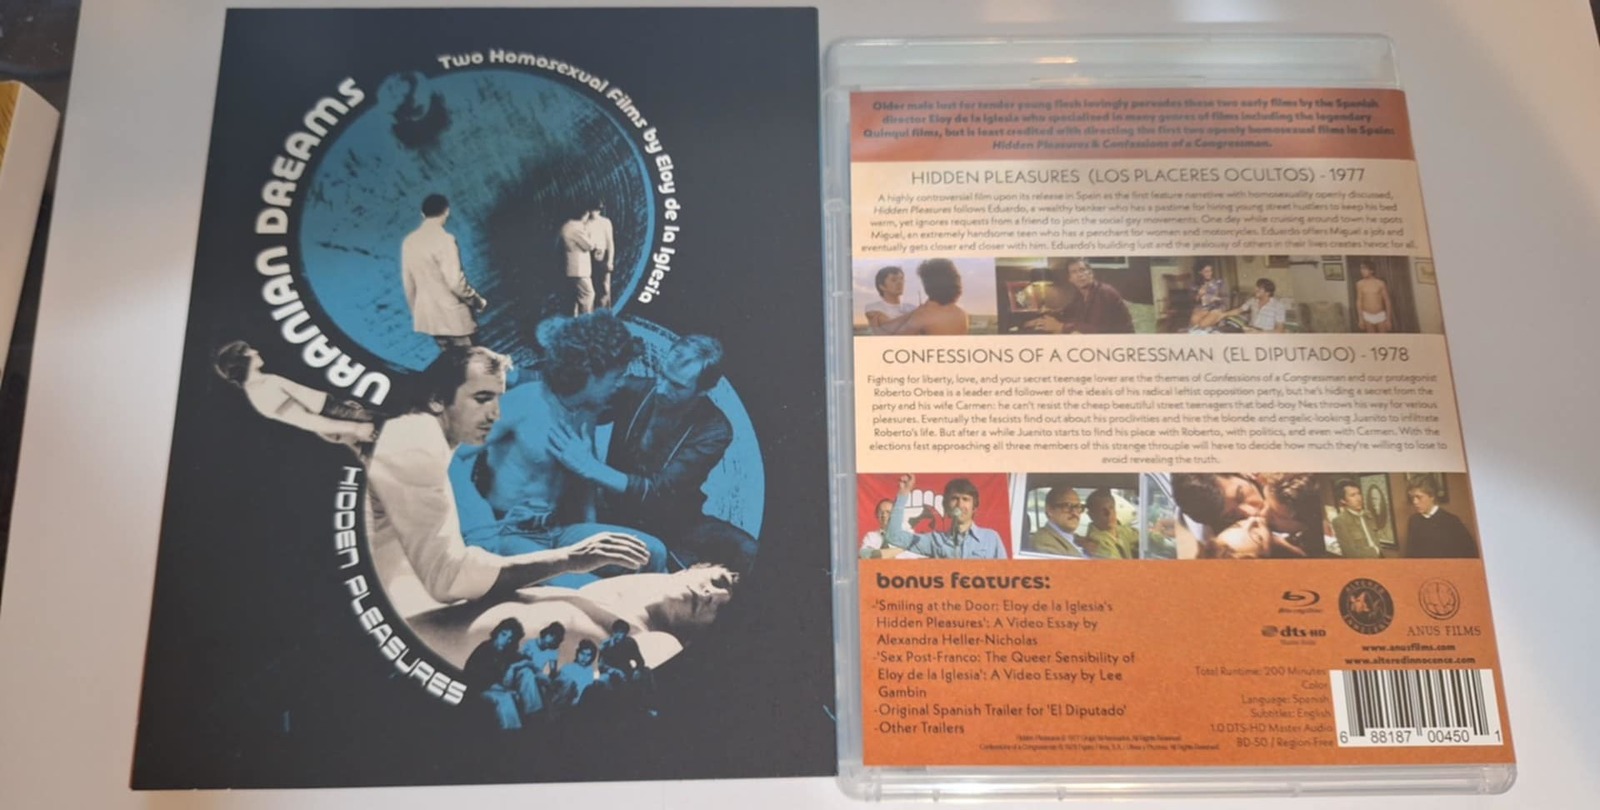 Two Homosexual Films by Eloy de la Iglesia
URANIAN DREAMS
HIDDEN PLEASURES
Older male lust for tender young flesh lovingly pervades these two early films by the Spanish
director Eloy de la Iglesia who specialised in many genres of films including the legendary
Quinqui films, but is least credited with directing the first two openly homosexual films in Spain:
Hidden Pleasures & Confessions of a Congressman.
HIDDEN PLEASURES (LOS PLACERES OCULTOS) - 1977
A highly controversial film upon its release in Spain as the first feature narrative with homosexuality openly discussed,
Hidden Pleasures follows Eduardo, a wealthy banker who has a pastime for hiring young street hustlers to keep his bed
warm, yet ignores requests from a friend to join the social gay movements. One day while cruising around town he spots
Miguel, an extremely handsome teen who has a penchant for women and motorcycles. Eduardo offers Miguel a job and
eventually gets closer and closer with him. Eduardo's building lust and the jealousy of others in their lives creates havoc for all.
CONFESSIONS OF A CONGRESSMAN (EL DIPUTADO) - 1978
Fighting for liberty, love, and your secret teenage lover are the themes of Confessions of a Congressman and our protagonist
Roberto Orbea is a leader and follower of the ideals of his radical leftist opposition party, but he's hiding a secret from the
party and his wife Carmen: he can't resist the cheap beautiful street teenagers that bed-boy Nes throws his way for various
pleasures. Eventually the fascists find out about his proclivities and hire the blonde and angelic-looking Juanito to infiltrate
Roberto's life. But after a while Juanito starts to find his place with Roberto, with politics, and even with Carmen. With the
elections fast approaching all three members of this strange throuple will have to decide how much they're willing to lose to
avoid revealing the truth.
bonus features:
-'Smiling at the Door: Eloy de la Iglesia's
Hidden Pleasures': A Video Essay by
Alexandra Heller-Nicholas
-'Sex Post-Franco: The Queer Sensibility of
Eloy de la Iglesia': A Video Essay by Lee
Gambin
-Original Spanish Trailer for 'El Diputado'
-Other Trailers
dts-HD
ANUS FILMS
www.anusfilms.com
www.alteredinnocence.com
Total Runtime: 200 Minutes
Color
Language: Spanish
Subtitles: English
1.0 DTS-HD Master Audio
BD-50 / Region-Free
6 88187 00450 1